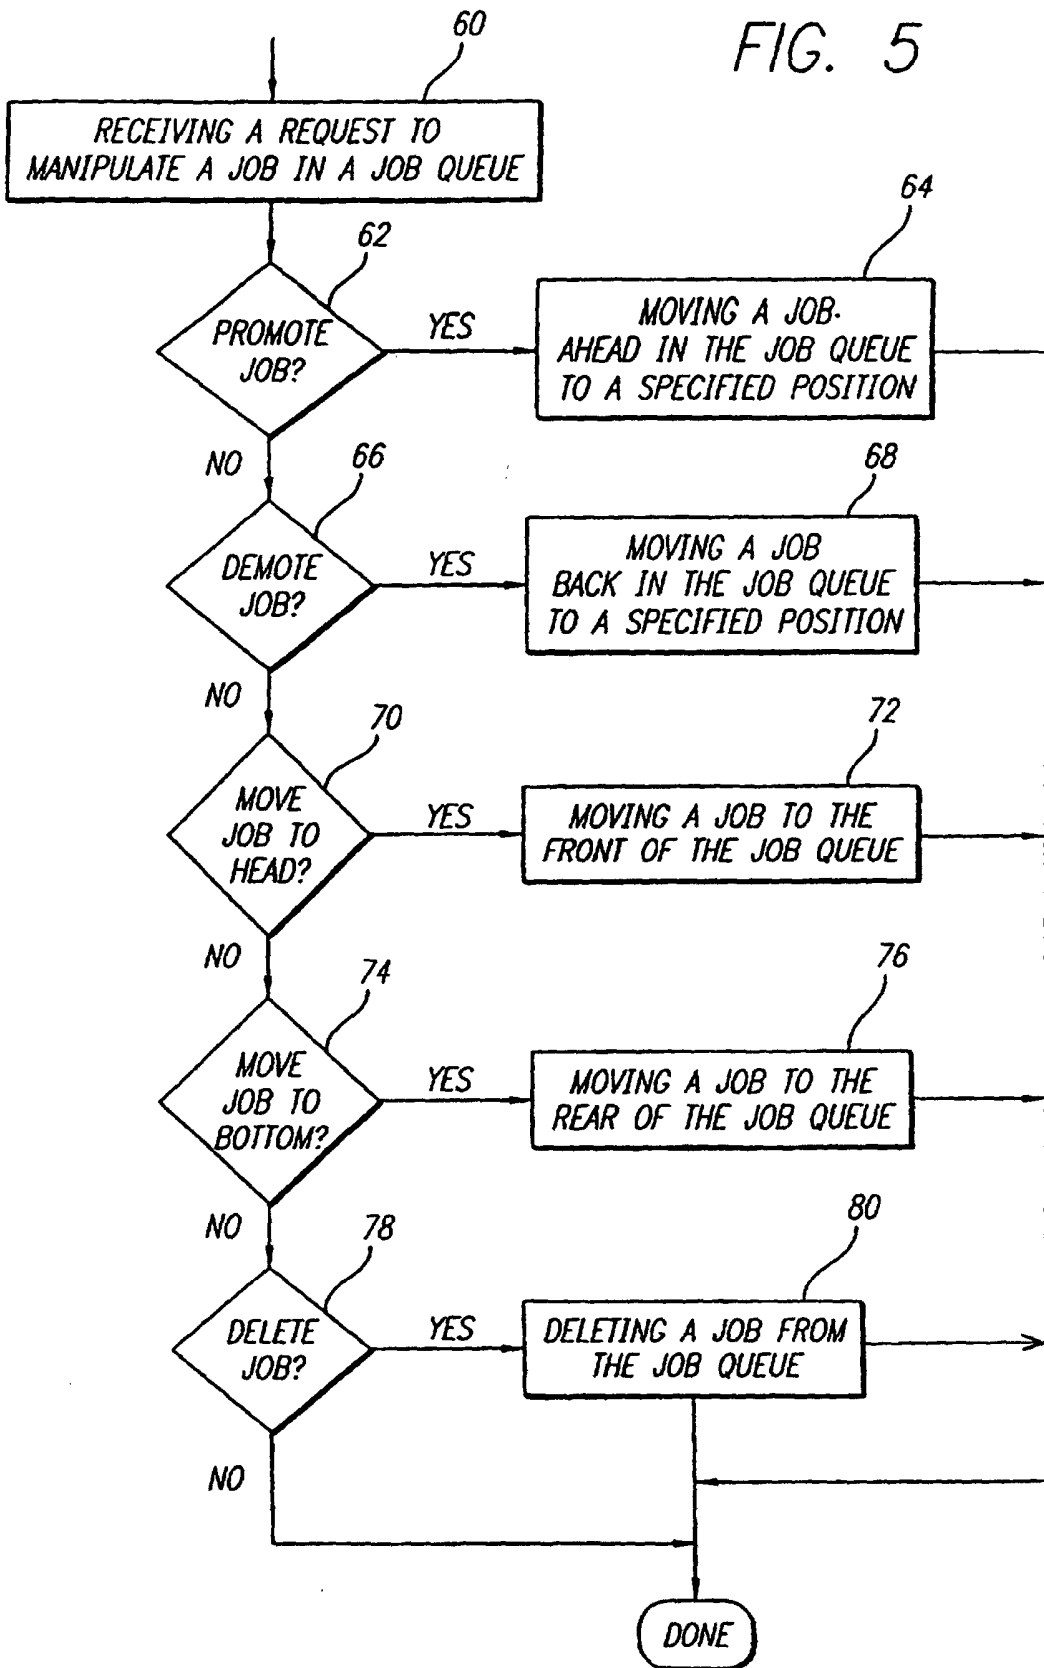 FIG. 5
60
RECEIVING A REQUEST TO
MANIPULATE A JOB IN A JOB QUEUE
62
PROMOTE
JOB?
YES
64
MOVING A JOB.
AHEAD IN THE JOB QUEUE
TO A SPECIFIED POSITION
NO
66
DEMOTE
JOB?
YES
68
MOVING A JOB
BACK IN THE JOB QUEUE
TO A SPECIFIED POSITION
NO
70
MOVE
JOB TO
HEAD?
YES
72
MOVING A JOB TO THE
FRONT OF THE JOB QUEUE
NO
74
MOVE
JOB TO
BOTTOM?
YES
76
MOVING A JOB TO THE
REAR OF THE JOB QUEUE
NO
78
DELETE
JOB?
YES
80
DELETING A JOB FROM
THE JOB QUEUE
NO
DONE